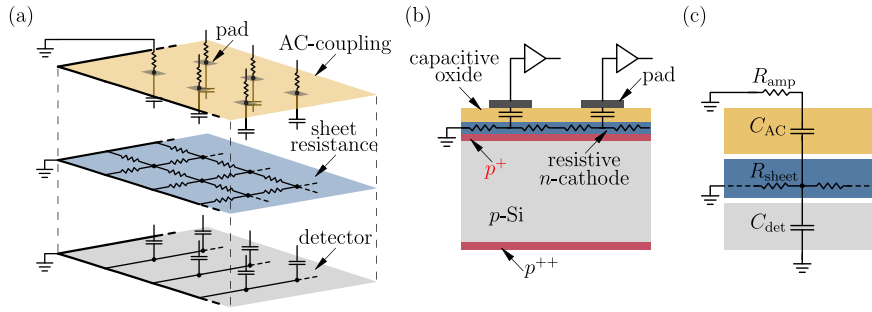 (a)
pad
AC-coupling
sheet
resistance
detector
(b)
capacitive
oxide
pad
p+
resistive
n-cathode
p-Si
p++
(c)
Ramp
CAC
Rsheet
Cdet